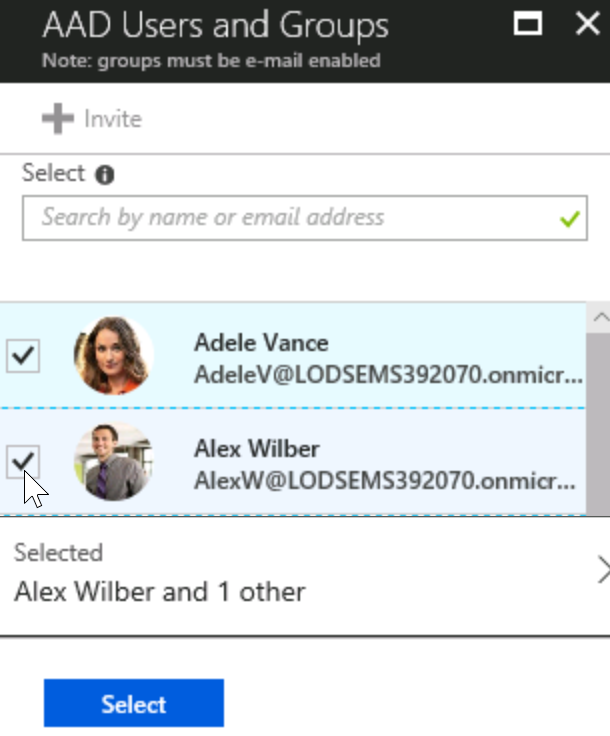 AAD Users and Groups
Note: groups must be e-mail enabled
Invite
Select
Search by name or email address
Adele Vance
AdeleV@LODSEMS392070.onmicr...
Alex Wilber
AlexW@LODSEMS392070.onmicr...
Selected
Alex Wilber and 1 other
Select